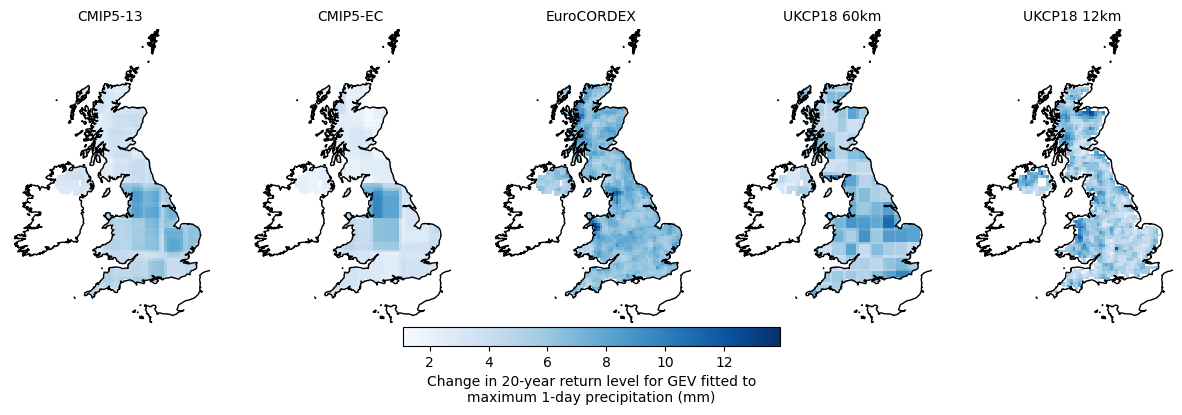 CMIP5-13 CMIP5-EC EuroCORDEX UKCP18 60km UKCP18 12km
2 4 6 8 10 12
Change in 20-year return level for GEV fitted to
maximum 1-day precipitation (mm)